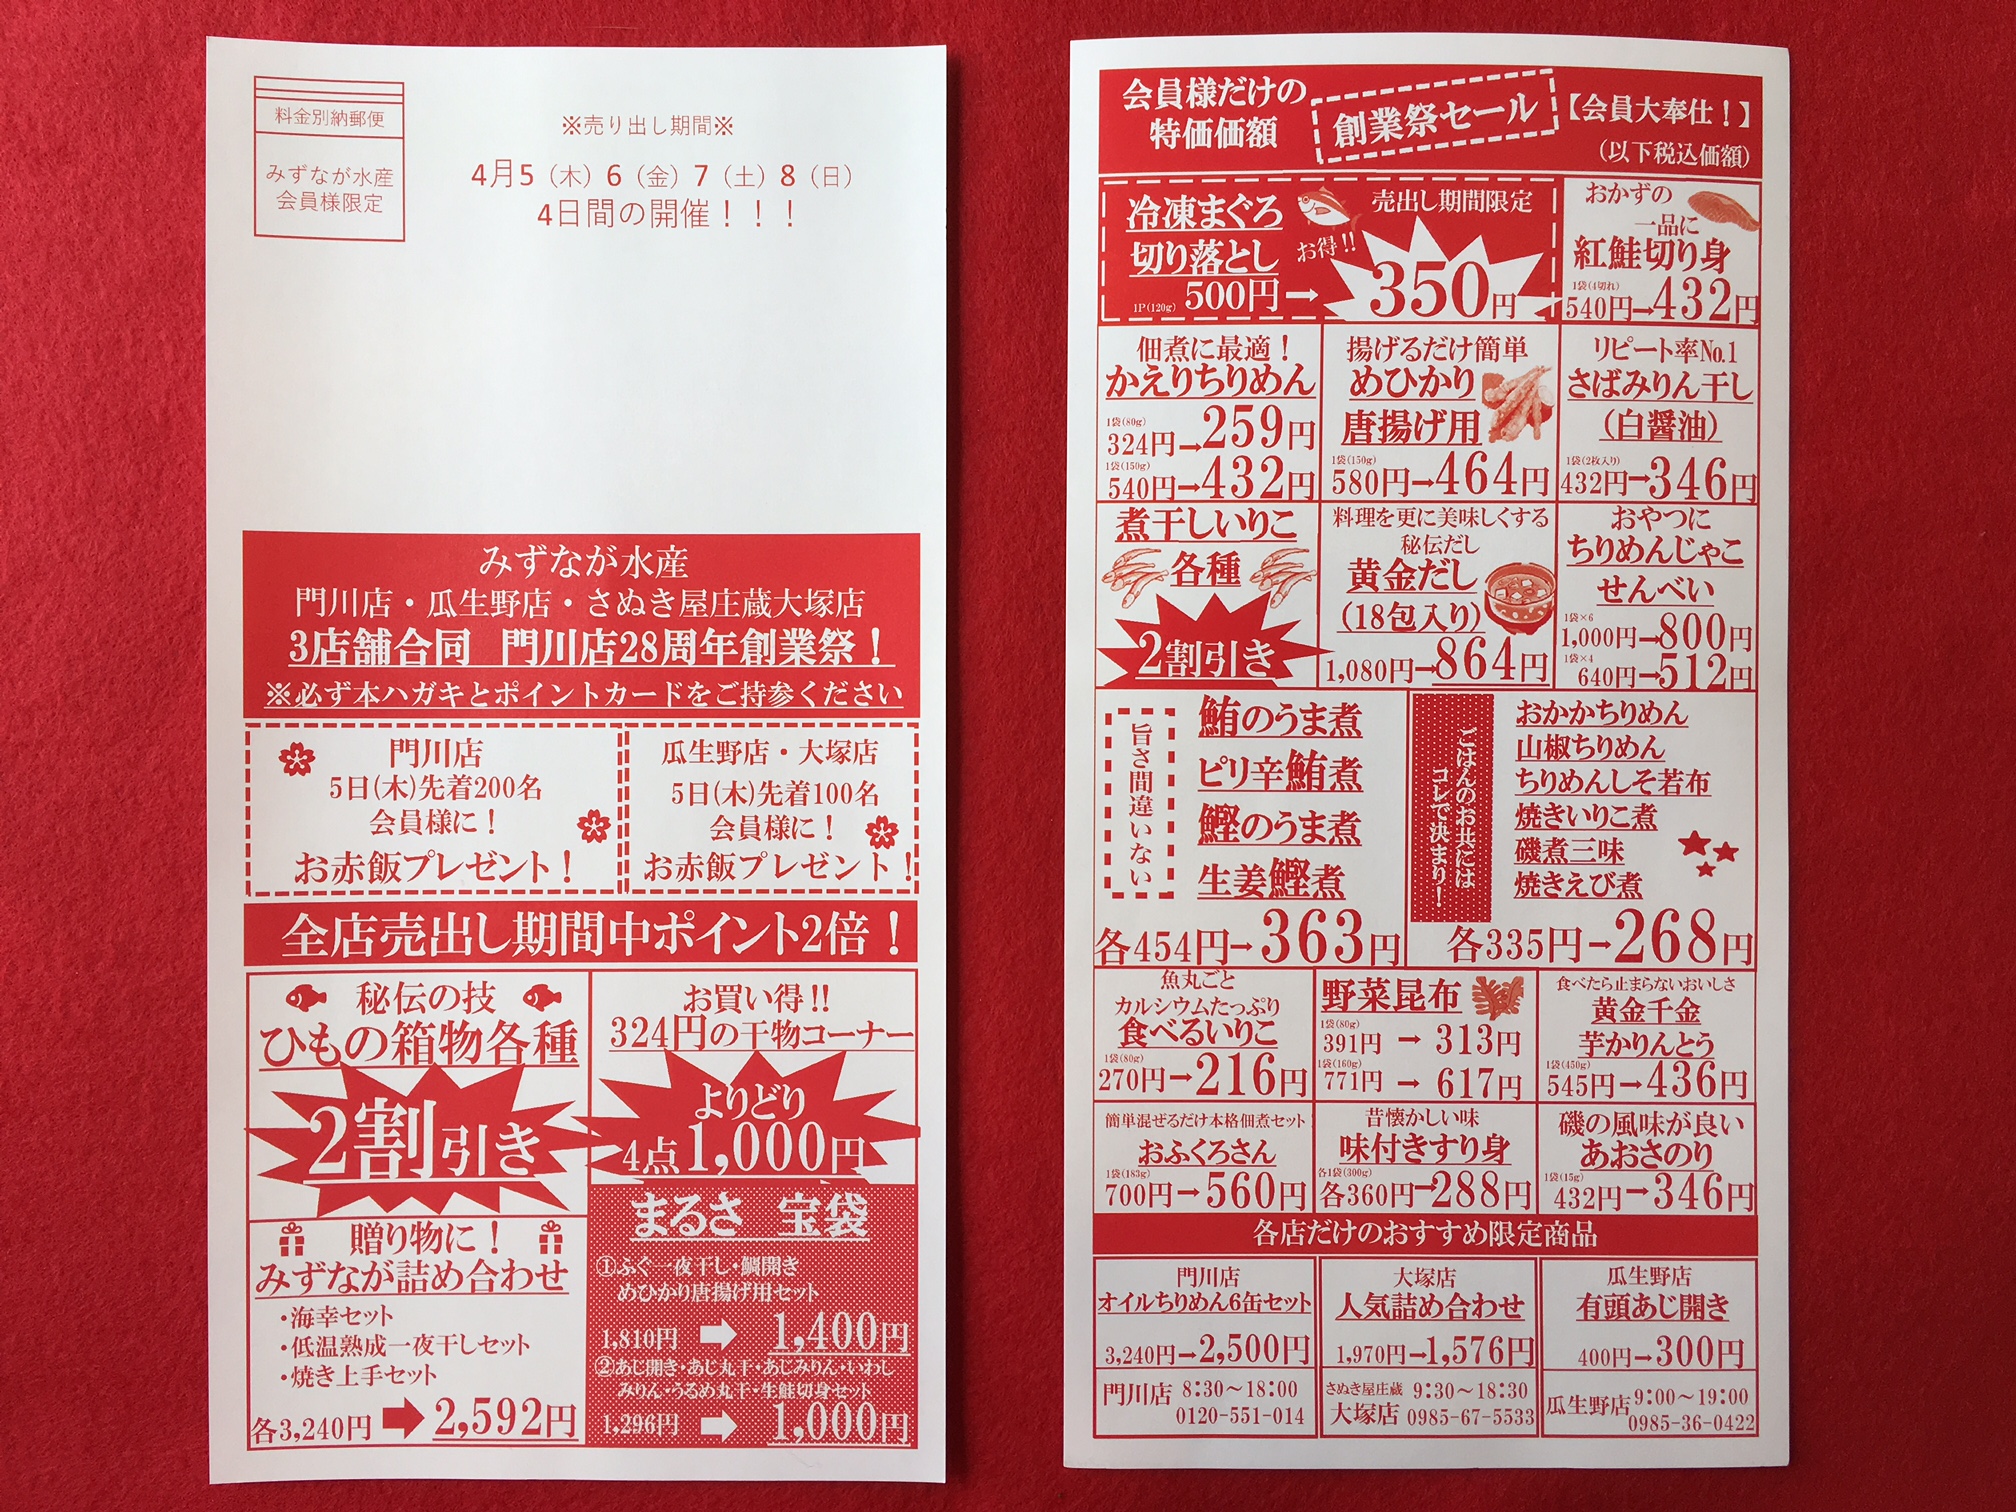 料金別納郵便
みずなが水産
会員様限定
※売り出し期間※
4月5（木）6（金）7（土）8（日）
4日間の開催！！！
みずなが水産
門川店・瓜生野店・さぬき屋庄蔵大塚店
3店舗合同　門川店28周年創業祭！
※必ず本ハガキとポイントカードをご持参ください
門川店
5日(木)先着200名
会員様に！
お赤飯プレゼント！
瓜生野店・大塚店
5日(木)先着100名
会員様に！
お赤飯プレゼント！
全店売出し期間中ポイント2倍！
秘伝の技
ひもの箱物各種
2割引き
お買い得!!
324円の干物コーナー
よりどり
4点1,000円
贈り物に！
みずなが詰め合わせ
・海幸セット
・低温熟成一夜干しセット
・焼き上手セット
各3,240円➡2,592円
まるさ　宝袋
①ふぐ一夜干し・鯛開き
めひかり唐揚げ用セット
1,810円➡1,400円
②あじ開き・あじ丸干・あじみりん・いわし
みりん・うるめ丸干・生鮭切身セット
1,296円➡1,000円
会員様だけの
特価価額
創業祭セール
【会員大奉仕！】
（以下税込価額）
冷凍まぐろ
切り落とし
売出し期間限定
お得!!
1P(120g) 500円→350円
おかずの
一品に
紅鮭切り身
1袋(4切れ)
540円→432円
佃煮に最適！
かえりちりめん
1袋(80g)
324円→259円
1袋(150g)
540円→432円
揚げるだけ簡単
めひかり
唐揚げ用
1袋(150g)
580円→464円
リピート率No.1
さばみりん干し
（白醤油）
1袋(2枚入り)
432円→346円
煮干しいりこ
各種
2割引き
料理を更に美味しくする
秘伝だし
黄金だし
（18包入り）
1,080円→864円
おやつに
ちりめんじゃこ
せんべい
1袋×6
1,000円→800円
1袋×4
640円→512円
旨さ間違いない
鮪のうま煮
ピリ辛鮪煮
鰹のうま煮
生姜鰹煮
各454円→363円
ごはんのお共には
コレで決まり！
おかかちりめん
山椒ちりめん
ちりめんしそ若布
焼きいりこ煮
磯煮三味
焼きえび煮
各335円→268円
魚丸ごと
カルシウムたっぷり
食べるいりこ
1袋(80g)
270円→216円
野菜昆布
1袋(80g)
391円 → 313円
1袋(160g)
771円 → 617円
食べたら止まらないおいしさ
黄金千金
芋かりんとう
1袋(450g)
545円→436円
簡単混ぜるだけ本格佃煮セット
おふくろさん
1袋(183g)
700円→560円
昔懐かしい味
味付きすり身
各1袋(300g)
各360円→288円
磯の風味が良い
あおさのり
1袋(15g)
432円→346円
各店だけのおすすめ限定商品
門川店
オイルちりめん6缶セット
3,240円→2,500円
大塚店
人気詰め合わせ
1,970円→1,576円
瓜生野店
有頭あじ開き
400円→300円
門川店 8:30～18:00
0120-551-014
さぬき屋庄蔵 9:30～18:30
大塚店 0985-67-5533
瓜生野店 9:00～19:00
0985-36-0422